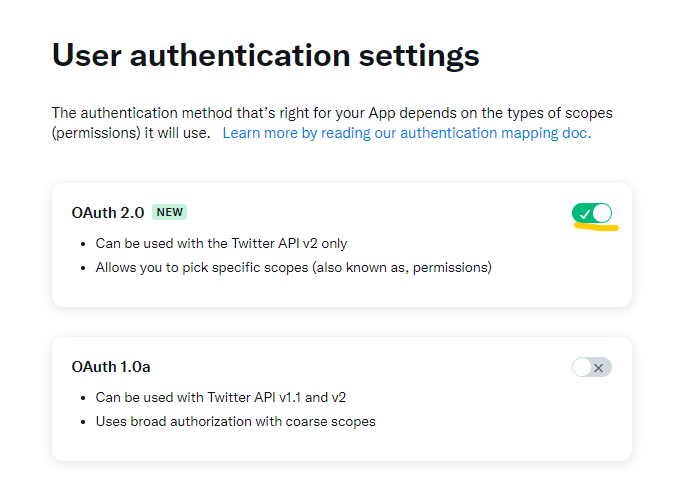 User authentication settings
The authentication method that's right for your App depends on the types of scopes
(permissions) it will use. Learn more by reading our authentication mapping doc.
OAuth 2.0 NEW
• Can be used with the Twitter API v2 only
• Allows you to pick specific scopes (also known as, permissions)
OAuth 1.0a
• Can be used with Twitter API v1.1 and v2
• Uses broad authorization with coarse scopes